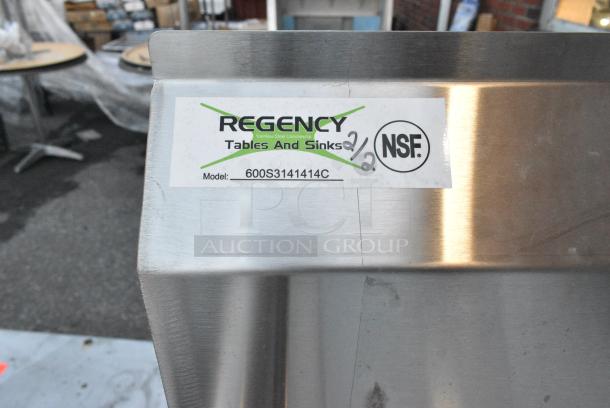 REGENCY
Tables And Sinks
2/2
NSF.
Model: 600S3141414C
PCI
AUCTION GROUP